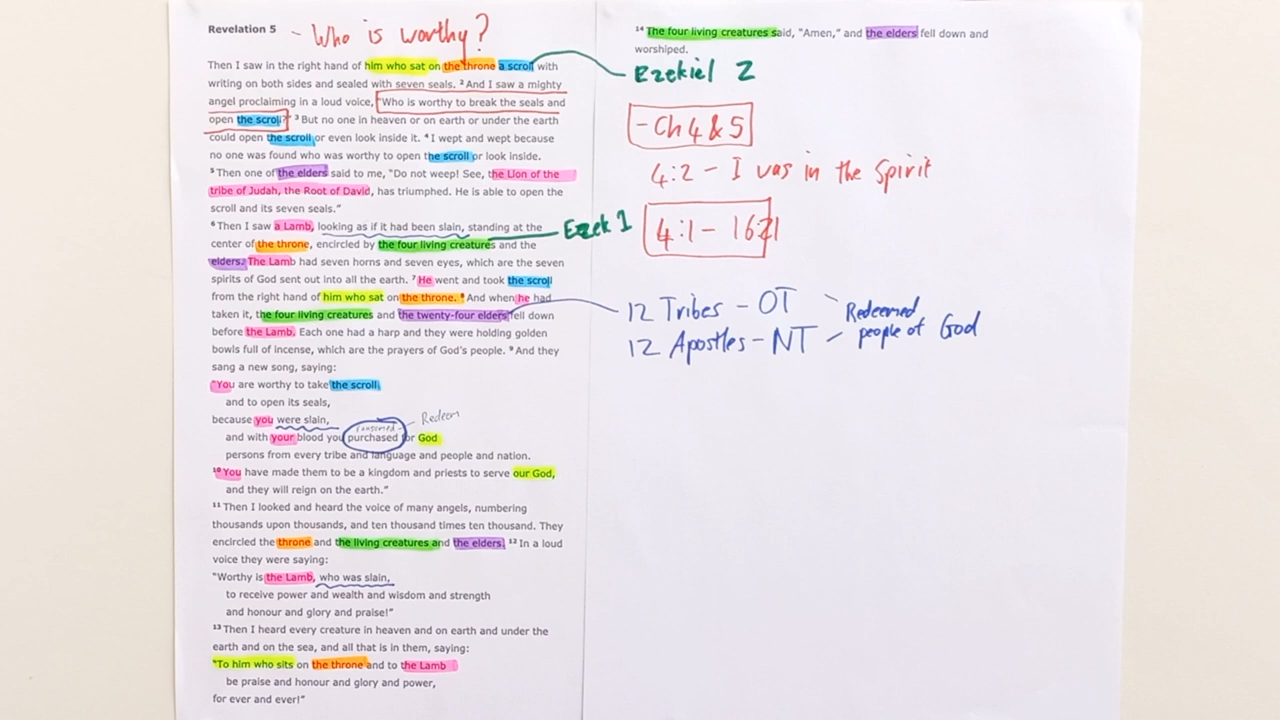 Revelation 5 - Who is worthy?
Then I saw in the right hand of him who sat on the throne a scroll with
writing on both sides and sealed with seven seals. ² And I saw a mighty
angel proclaiming in a loud voice, "Who is worthy to break the seals and
open the scroll?" ³ But no one in heaven or on earth or under the earth
could open the scroll or even look inside it. ⁴ I wept and wept because
no one was found who was worthy to open the scroll or look inside.
⁵ Then one of the elders said to me, "Do not weep! See, the Lion of the
tribe of Judah, the Root of David, has triumphed. He is able to open the
scroll and its seven seals."
⁶ Then I saw a Lamb, looking as if it had been slain, standing at the
center of the throne, encircled by the four living creatures and the
elders. The Lamb had seven horns and seven eyes, which are the seven
spirits of God sent out into all the earth. ⁷ He went and took the scroll
from the right hand of him who sat on the throne. ⁸ And when he had
taken it, the four living creatures and the twenty-four elders fell down
before the Lamb. Each one had a harp and they were holding golden
bowls full of incense, which are the prayers of God's people. ⁹ And they
sang a new song, saying:
"You are worthy to take the scroll
and to open its seals,
because you were slain,
ransomed - Redeem
and with your blood you purchased for God
persons from every tribe and language and people and nation.
¹⁰ You have made them to be a kingdom and priests to serve our God,
and they will reign on the earth."
¹¹ Then I looked and heard the voice of many angels, numbering
thousands upon thousands, and ten thousand times ten thousand. They
encircled the throne and the living creatures and the elders. ¹² In a loud
voice they were saying:
"Worthy is the Lamb, who was slain,
to receive power and wealth and wisdom and strength
and honour and glory and praise!"
¹³ Then I heard every creature in heaven and on earth and under the
earth and on the sea, and all that is in them, saying:
"To him who sits on the throne and to the Lamb
be praise and honour and glory and power,
for ever and ever!"
¹⁴ The four living creatures said, "Amen," and the elders fell down and
worshiped.
Ezekiel 2
- Ch 4 & 5
4:2 - I was in the Spirit
Ezek 1
4:1 - 16:21
12 Tribes - OT
12 Apostles - NT
Redeemed
people of God